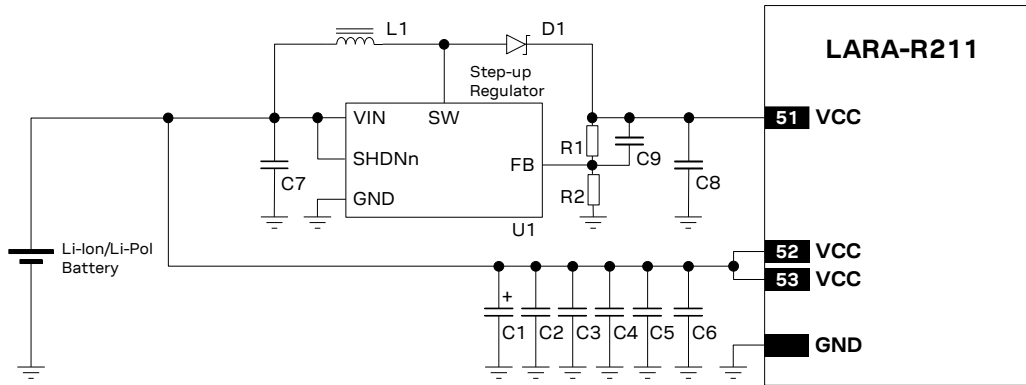 L1
D1
LARA-R211
Step-up
Regulator
VIN
SW
51 VCC
R1
C9
SHDNn
FB
C7
C8
R2
GND
U1
Li-Ion/Li-Pol
Battery
52 VCC
53 VCC
+
C1
C2
C3
C4
C5
C6
GND